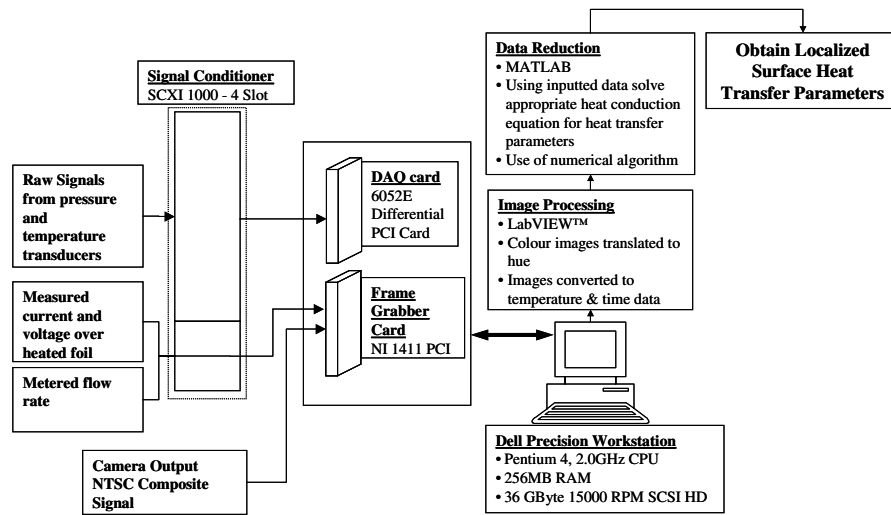 Signal Conditioner
SCXI 1000 - 4 Slot
Raw Signals
from pressure
and
temperature
transducers
Measured
current and
voltage over
heated foil
Metered flow
rate
Camera Output
NTSC Composite
Signal
DAQ card
6052E
Differential
PCI Card
Frame
Grabber
Card
NI 1411 PCI
Data Reduction
• MATLAB
• Using inputted data solve
appropriate heat conduction
equation for heat transfer
parameters
• Use of numerical algorithm
Image Processing
• LabVIEW™
• Colour images translated to
hue
• Images converted to
temperature & time data
Dell Precision Workstation
• Pentium 4, 2.0GHz CPU
• 256MB RAM
• 36 GByte 15000 RPM SCSI HD
Obtain Localized
Surface Heat
Transfer Parameters